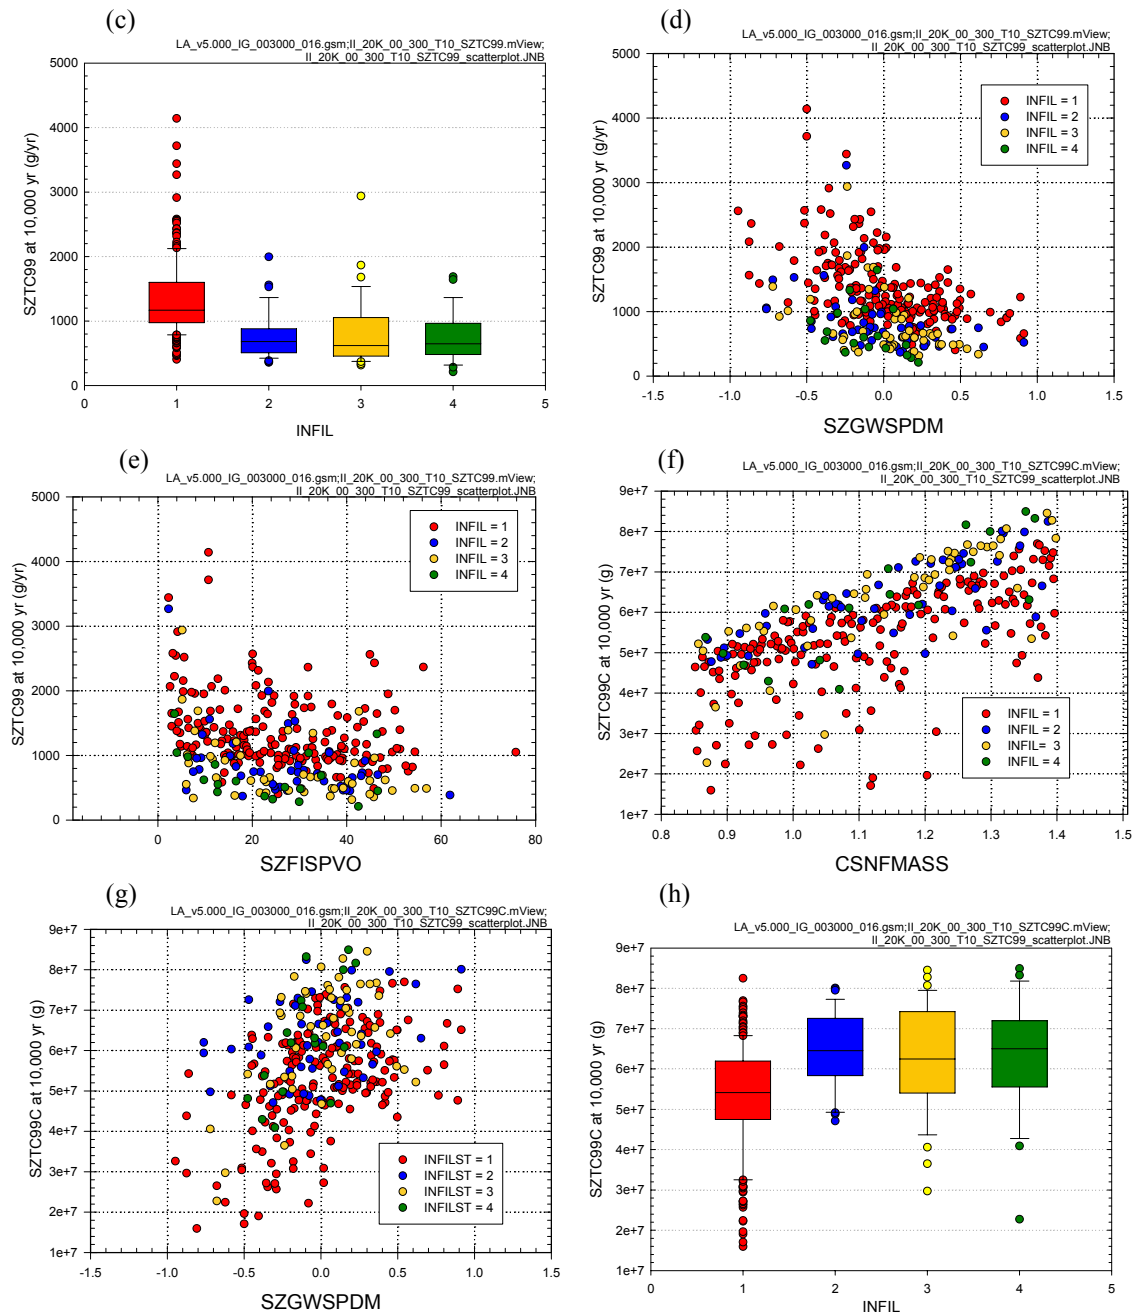 (c)
LA_v5.000_IG_003000_016.gsm;II_20K_00_300_T10_SZTC99.mView;
II_20K_00_300_T10_SZTC99_scatterplot.JNB
SZTC99 at 10,000 yr (g/yr)
5000
4000
3000
2000
1000
0
0 1 2 3 4 5
INFIL
(d)
LA_v5.000_IG_003000_016.gsm;II_20K_00_300_T10_SZTC99.mView;
II_20K_00_300_T10_SZTC99_scatterplot.JNB
SZTC99 at 10,000 yr (g/yr)
5000
4000
3000
2000
1000
0
INFIL = 1
INFIL = 2
INFIL = 3
INFIL = 4
-1.5 -1.0 -0.5 0.0 0.5 1.0 1.5
SZGWSPDM
(e)
LA_v5.000_IG_003000_016.gsm;II_20K_00_300_T10_SZTC99.mView;
II_20K_00_300_T10_SZTC99_scatterplot.JNB
SZTC99 at 10,000 yr (g/yr)
5000
4000
3000
2000
1000
0
INFIL = 1
INFIL = 2
INFIL = 3
INFIL = 4
0 20 40 60 80
SZFISPVO
(f)
LA_v5.000_IG_003000_016.gsm;II_20K_00_300_T10_SZTC99C.mView;
II_20K_00_300_T10_SZTC99_scatterplot.JNB
SZTC99C at 10,000 yr (g)
9e+7
8e+7
7e+7
6e+7
5e+7
4e+7
3e+7
2e+7
1e+7
INFIL = 1
INFIL = 2
INFIL= 3
INFIL = 4
0.8 0.9 1.0 1.1 1.2 1.3 1.4 1.5
CSNFMASS
(g)
LA_v5.000_IG_003000_016.gsm;II_20K_00_300_T10_SZTC99C.mView;
II_20K_00_300_T10_SZTC99_scatterplot.JNB
SZTC99C at 10,000 yr (g)
9e+7
8e+7
7e+7
6e+7
5e+7
4e+7
3e+7
2e+7
1e+7
INFILST = 1
INFILST = 2
INFILST = 3
INFILST = 4
-1.5 -1.0 -0.5 0.0 0.5 1.0 1.5
SZGWSPDM
(h)
LA_v5.000_IG_003000_016.gsm;II_20K_00_300_T10_SZTC99C.mView;
II_20K_00_300_T10_SZTC99_scatterplot.JNB
SZTC99C at 10,000 yr (g)
9e+7
8e+7
7e+7
6e+7
5e+7
4e+7
3e+7
2e+7
1e+7
0 1 2 3 4 5
INFIL